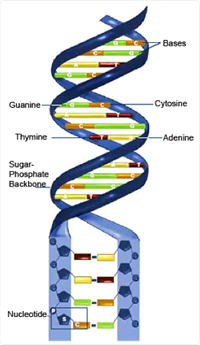 Bases
Guanine
Cytosine
Thymine
Adenine
Sugar-
Phosphate
Backbone
Nucleotide
S
C